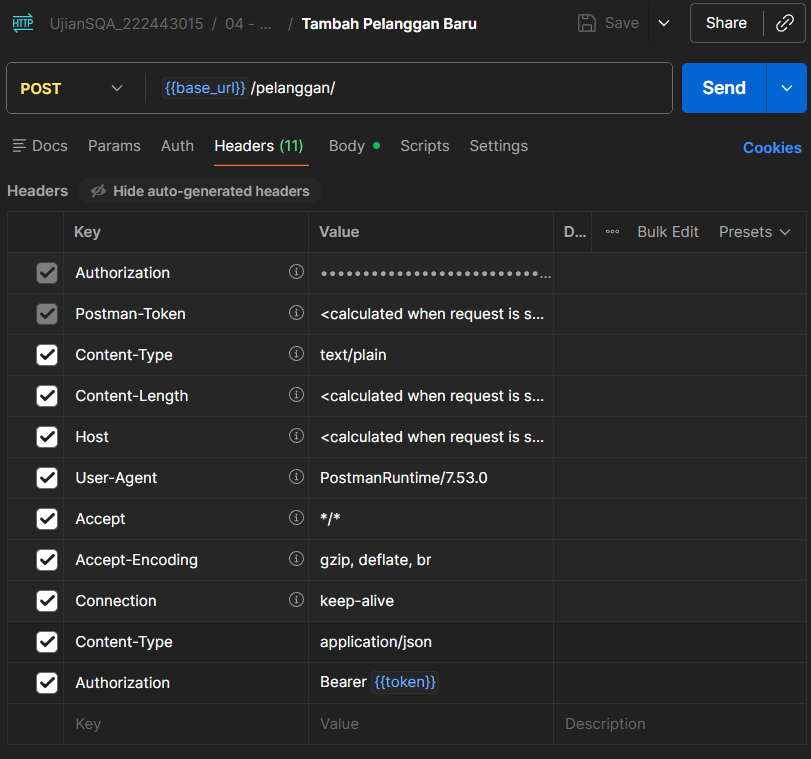 HTTP UjianSQA_222443015 / 04 - ... / Tambah Pelanggan Baru Save Share
POST {{base_url}} /pelanggan/ Send
Docs Params Auth Headers (11) Body Scripts Settings Cookies
Headers Hide auto-generated headers
Key Value D... Bulk Edit Presets
Authorization ••••••••••••••••••••••••••...
Postman-Token <calculated when request is s...
Content-Type text/plain
Content-Length <calculated when request is s...
Host <calculated when request is s...
User-Agent PostmanRuntime/7.53.0
Accept */*
Accept-Encoding gzip, deflate, br
Connection keep-alive
Content-Type application/json
Authorization Bearer {{token}}
Key Value Description